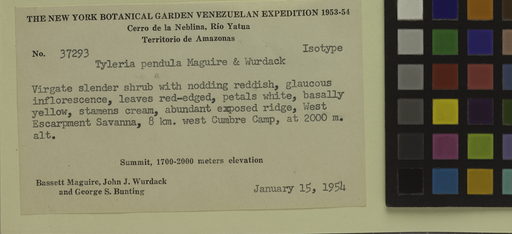 THE NEW YORK BOTANICAL GARDEN VENEZUELAN EXPEDITION 1953-54
Cerro de la Neblina, Rio Yatua
Territorio de Amazonas
No. 37293 Isotype
Tyleria pendula Maguire & Wurdack
Virgate slender shrub with nodding reddish, glaucous
inflorescence, leaves red-edged, petals white, basally
yellow, stamens cream, abundant exposed ridge, West
Escarpment Savanna, 8 km. west Cumbre Camp, at 2000 m.
alt.
Summit, 1700-2000 meters elevation
Bassett Maguire, John J. Wurdack
and George S. Bunting
January 15, 1954